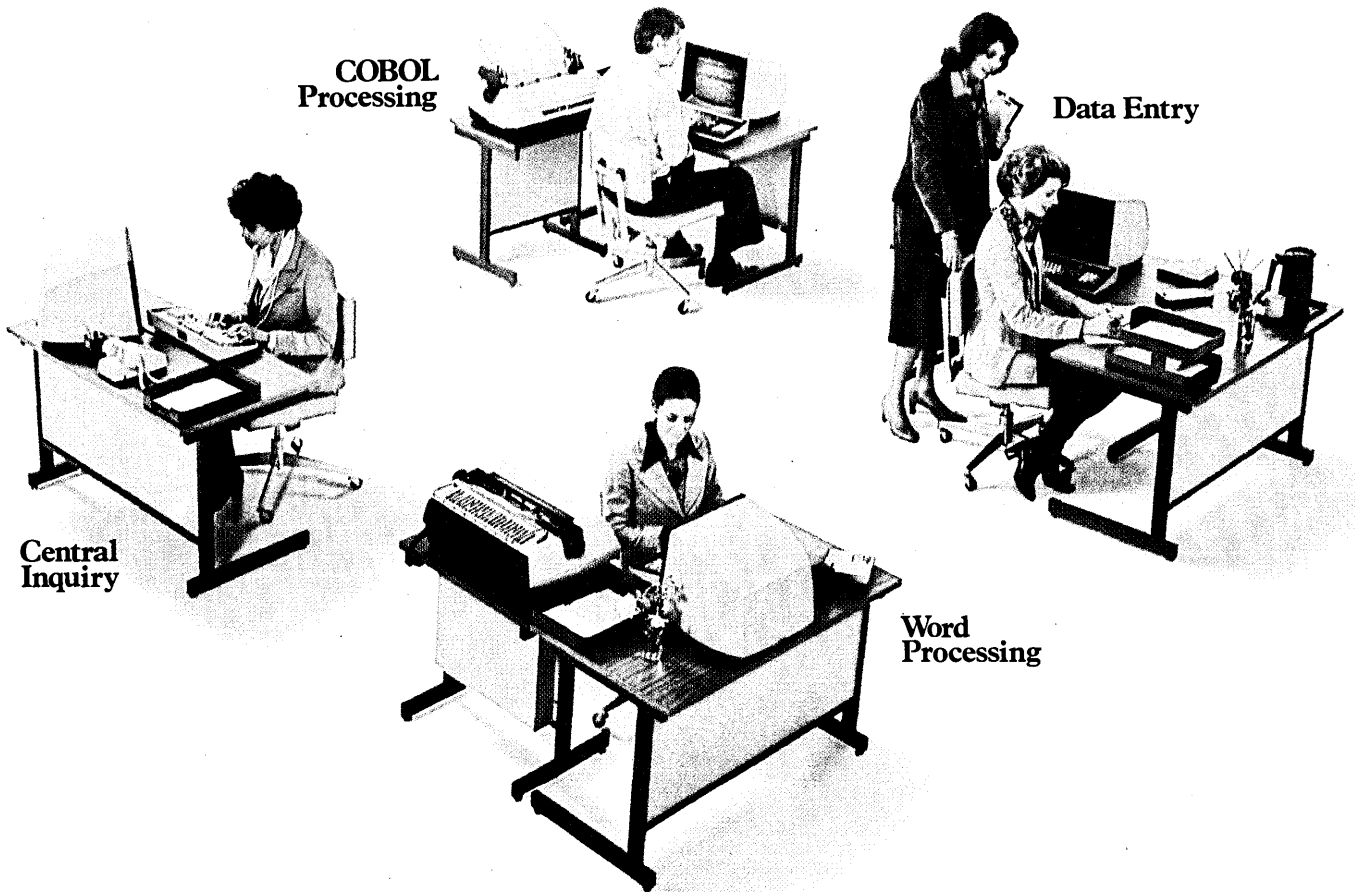 COBOL
Processing
Data Entry
Central
Inquiry
Word
Processing